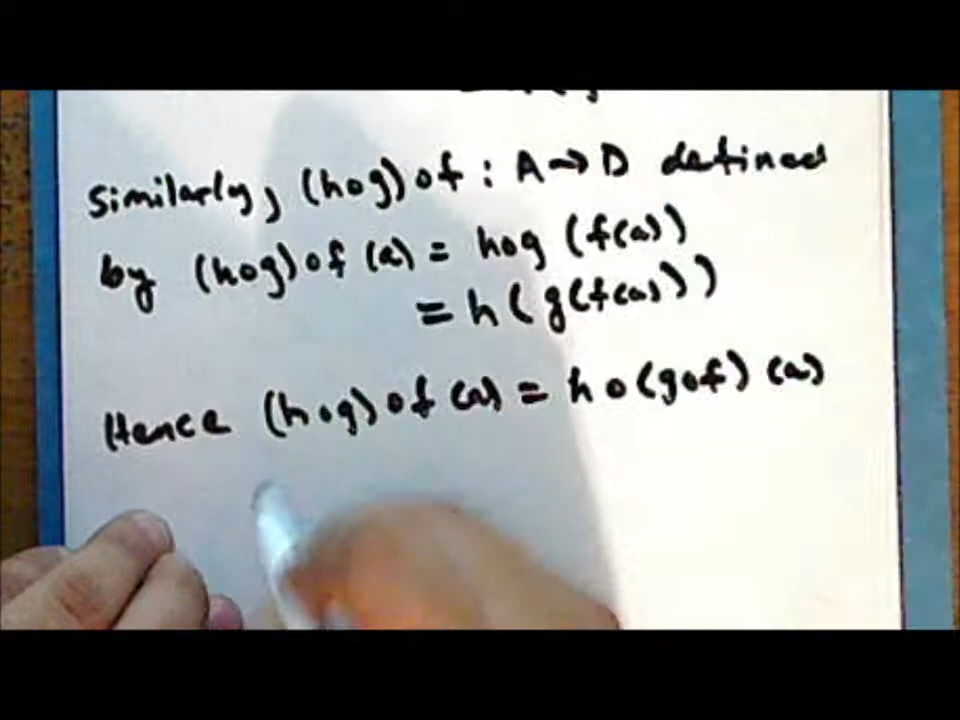 Similarly, (hog)of : A→D defined
by (hog)of (a) = hog (f(a))
= h(g(f(a)))
Hence (hog)of (a) = ho(gof) (a)